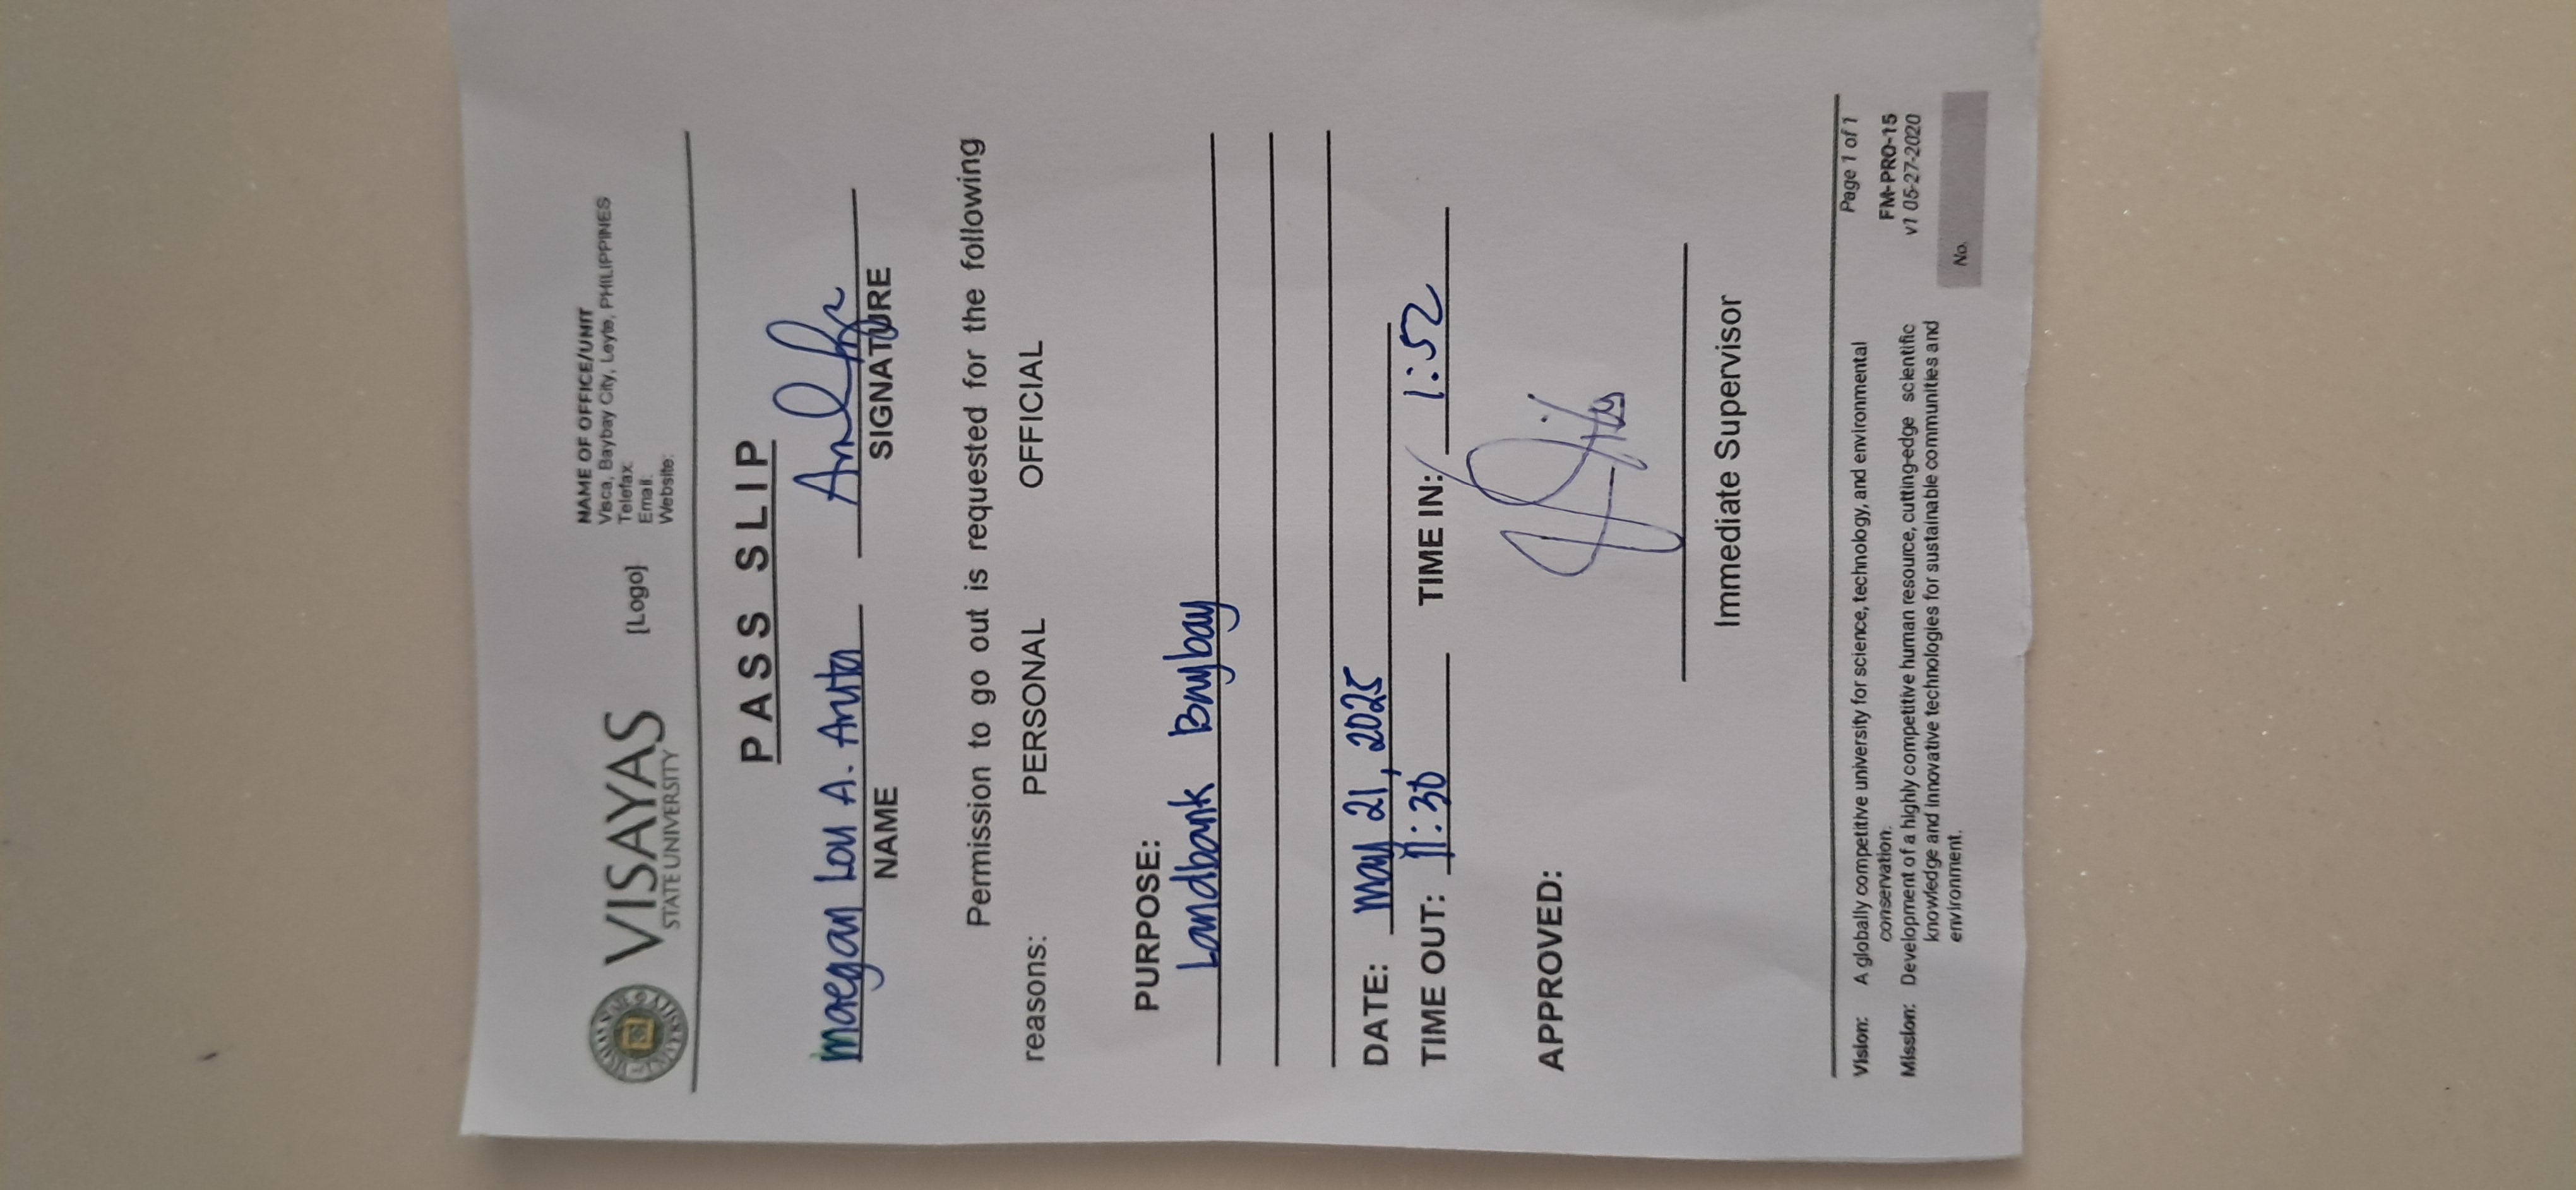 VISAYAS
STATE UNIVERSITY
[Logo]
NAME OF OFFICE/UNIT
Visca, Baybay City, Leyte, PHILIPPINES
Telefax:
Email:
Website:
PASS SLIP
Maregan Lou A.
NAME
SIGNATURE
Permission to go out is requested for the following
reasons: PERSONAL OFFICIAL
PURPOSE:
Landbank Baybay
DATE: May 21, 2025
TIME OUT: 11:30 TIME IN: 1:52
APPROVED:
Immediate Supervisor
Vision: A globally competitive university for science, technology, and environmental
conservation.
Mission: Development of a highly competitive human resource, cutting-edge scientific
knowledge and innovative technologies for sustainable communities and
environment.
Page 1 of 1
FM-PRO-15
v1 05-27-2020
No.